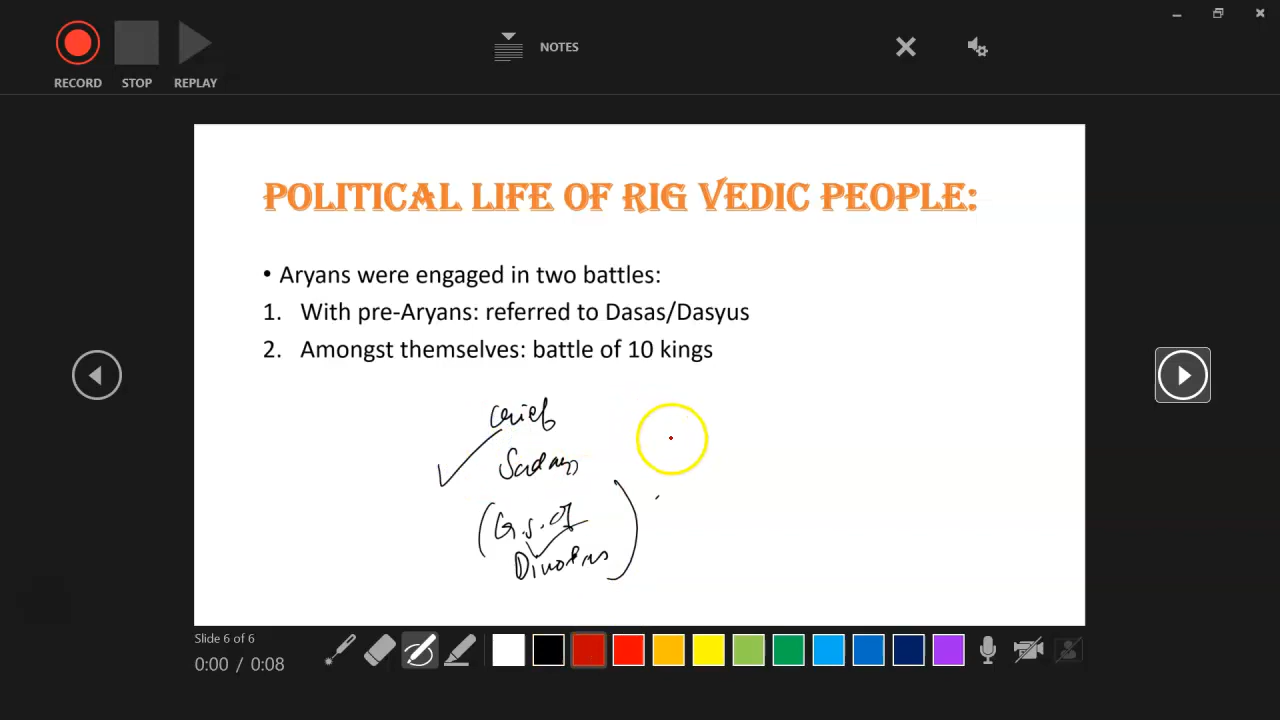 RECORD STOP REPLAY
NOTES
POLITICAL LIFE OF RIG VEDIC PEOPLE:
• Aryans were engaged in two battles:
1. With pre-Aryans: referred to Dasas/Dasyus
2. Amongst themselves: battle of 10 kings
chief
(G.S. of
Slide 6 of 6
0:00 / 0:08